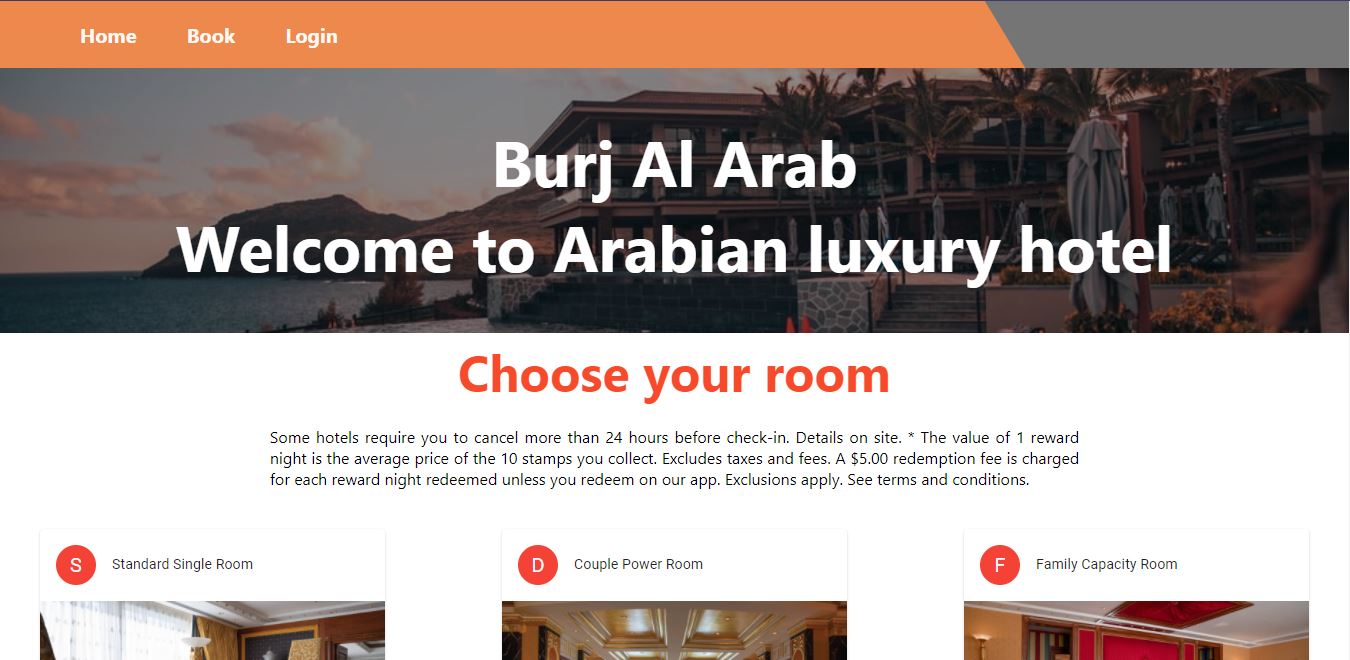 Home Book Login
Burj Al Arab
Welcome to Arabian luxury hotel
Choose your room
Some hotels require you to cancel more than 24 hours before check-in. Details on site. * The value of 1 reward
night is the average price of the 10 stamps you collect. Excludes taxes and fees. A $5.00 redemption fee is charged
for each reward night redeemed unless you redeem on our app. Exclusions apply. See terms and conditions.
S Standard Single Room
D Couple Power Room
F Family Capacity Room